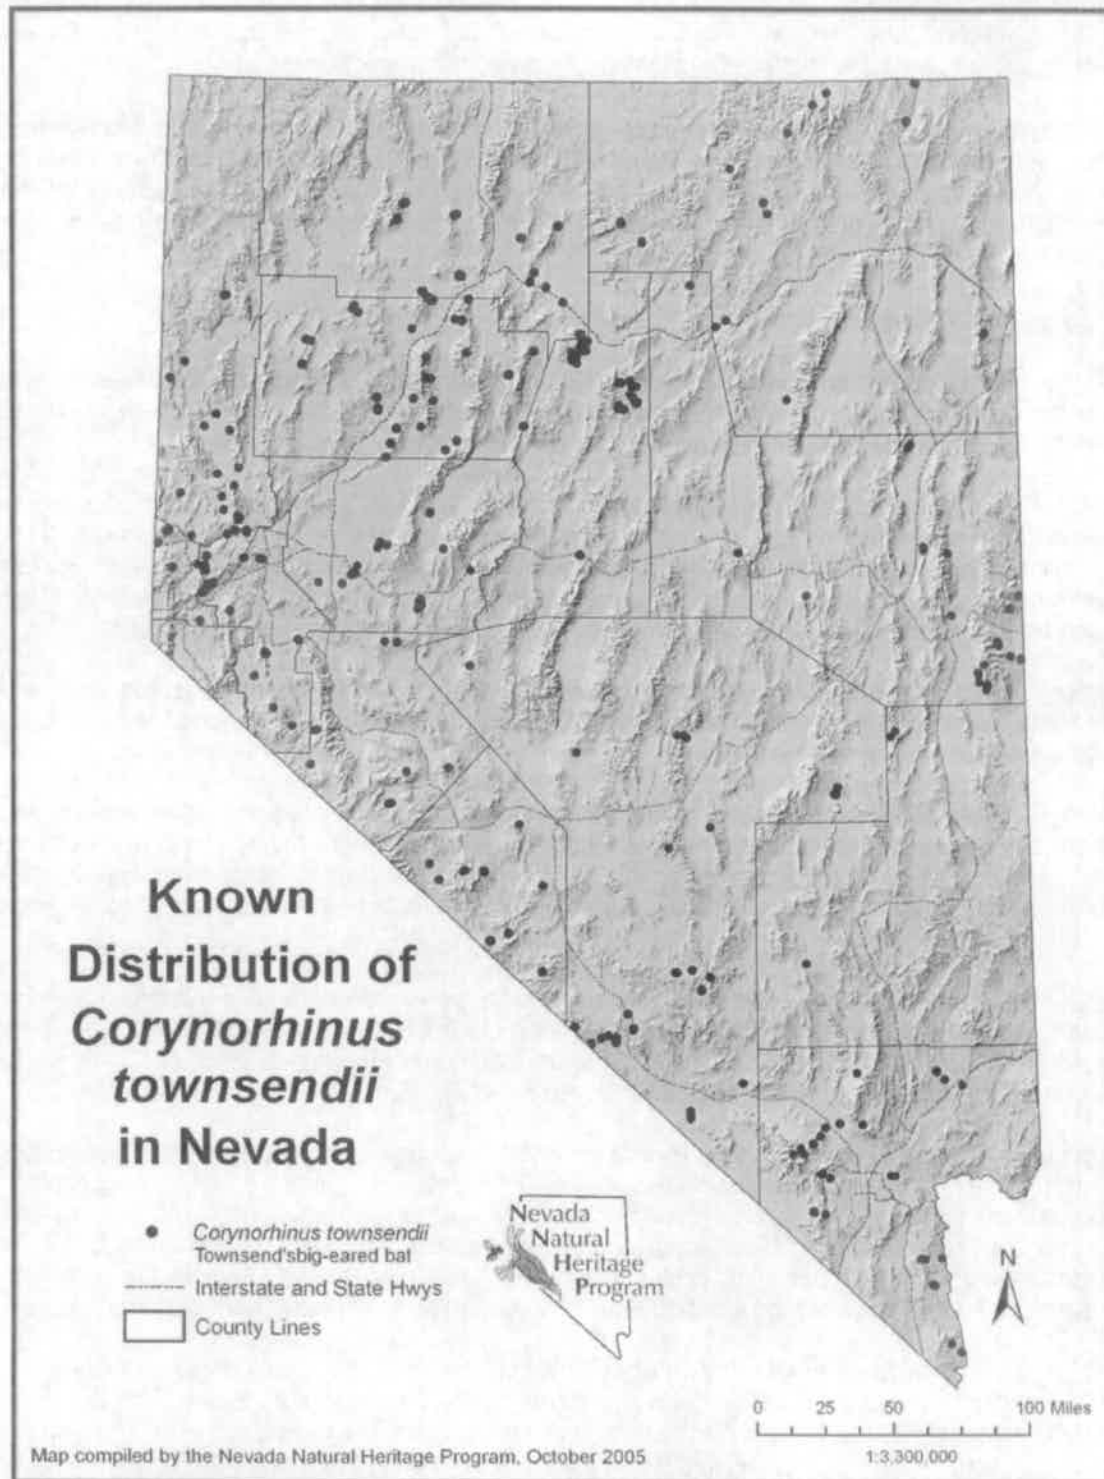 Known
Distribution of
Corynorhinus
townsendii
in Nevada
Corynorhinus townsendii
Townsend'sbig-eared bat
Interstate and State Hwys
County Lines
Nevada
Natural
Heritage
Program
N
0 25 50 100 Miles
1:3,300,000
Map compiled by the Nevada Natural Heritage Program, October 2005